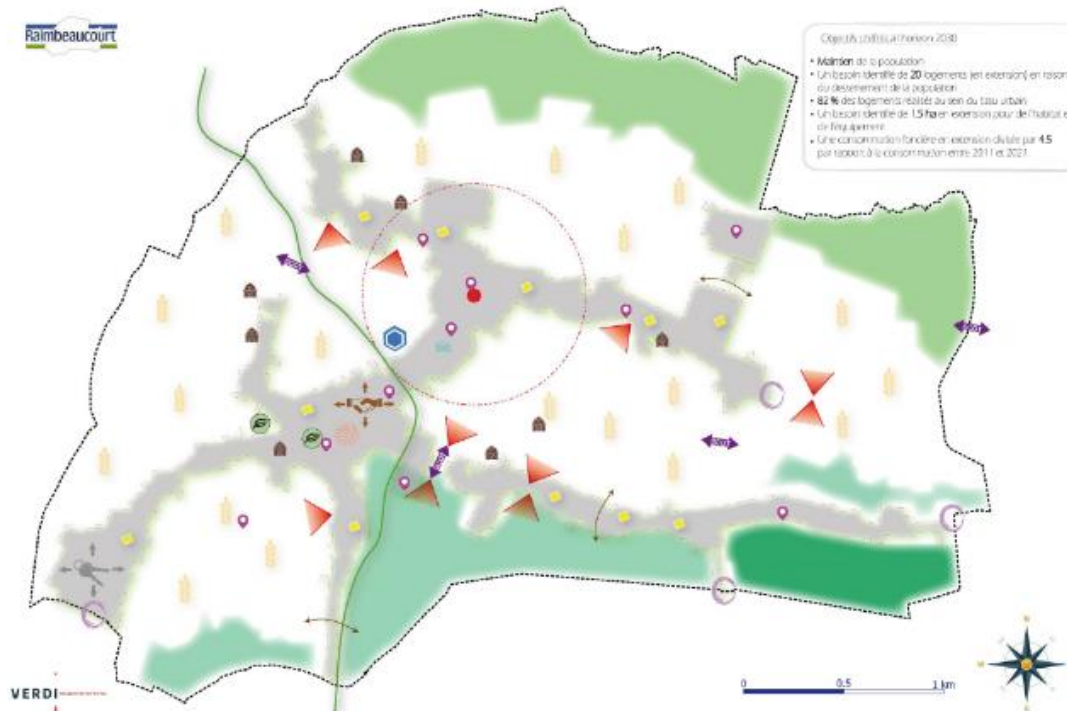 Raimbeaucourt
Objectifs chiffrés à l'horizon 2030
• Maintien de la population
• Un besoin identifié de 20 logements (en extension) en raison
du desserrement de la population
• 82 % des logements réalisés au sein du tissu urbain
• Un besoin identifié de 1.5 ha en extension pour de l'habitat et
de l'équipement
• Une consommation foncière en extension divisée par 4.5
par rapport à la consommation entre 2011 et 2021
VERDI
0 0.5 1 km